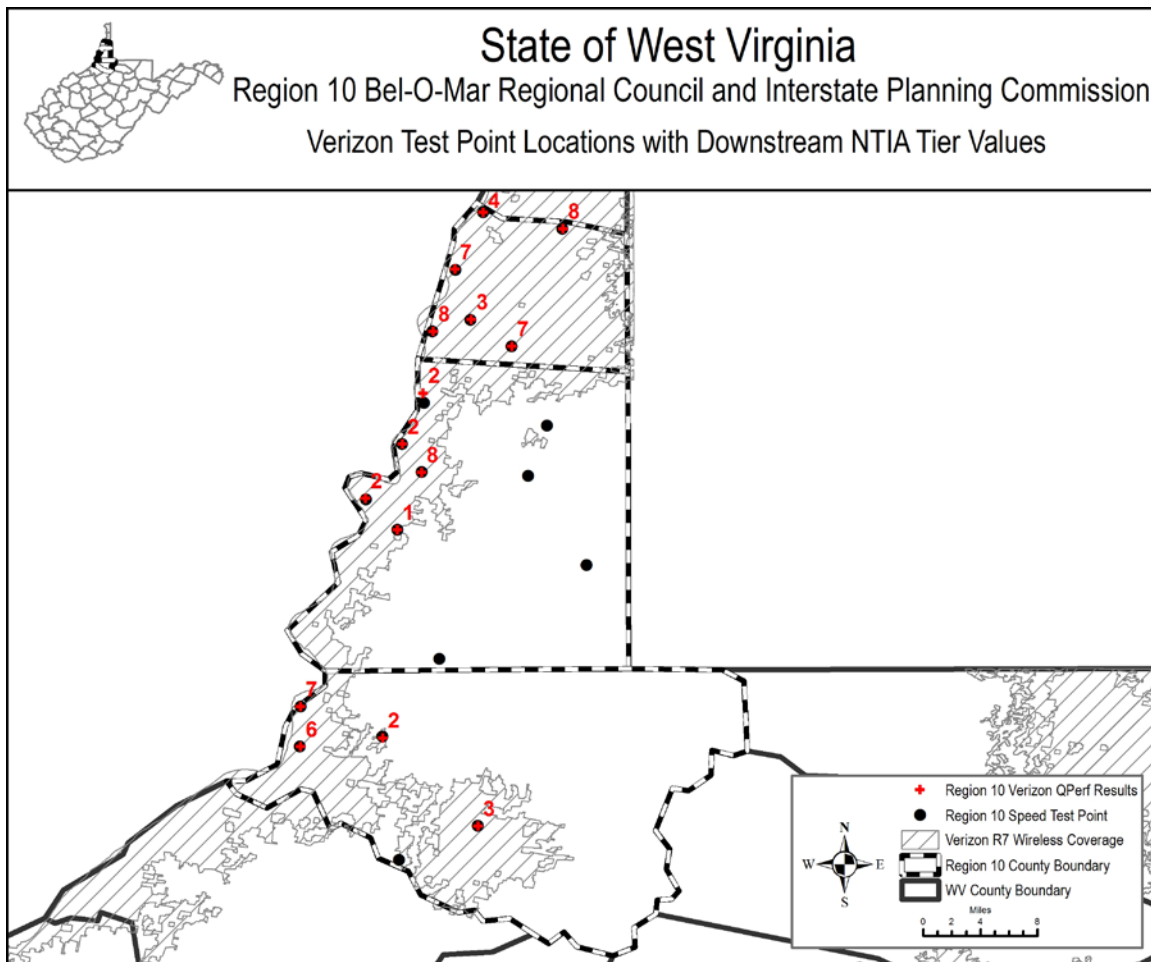 State of West Virginia
Region 10 Bel-O-Mar Regional Council and Interstate Planning Commission
Verizon Test Point Locations with Downstream NTIA Tier Values
4
8
7
3
8
7
2
2
8
2
1
7
6
2
3
Region 10 Verizon QPerf Results
Region 10 Speed Test Point
Verizon R7 Wireless Coverage
Region 10 County Boundary
WV County Boundary
N
W E
S
Miles
0 2 4 8